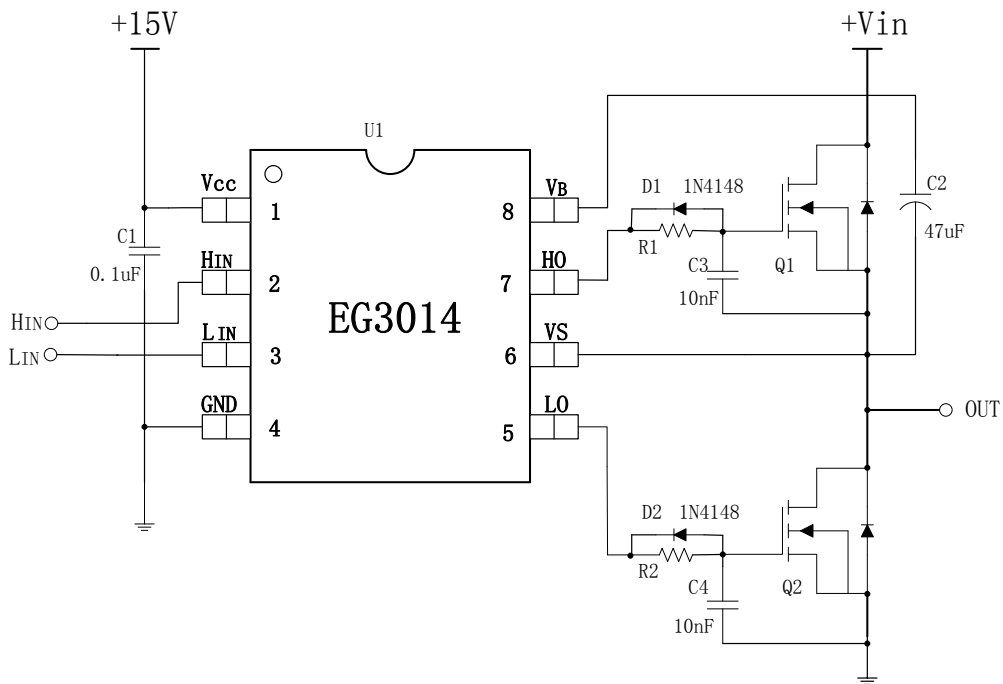 +15V
+Vin
U1
Vcc
1
VB
8
D1 1N4148
C2
47uF
C1
0.1uF
HIN
2
HO
7
R1
C3
10nF
Q1
EG3014
HIN
LIN
LIN
3
VS
6
GND
4
LO
5
OUT
D2 1N4148
R2
C4
10nF
Q2